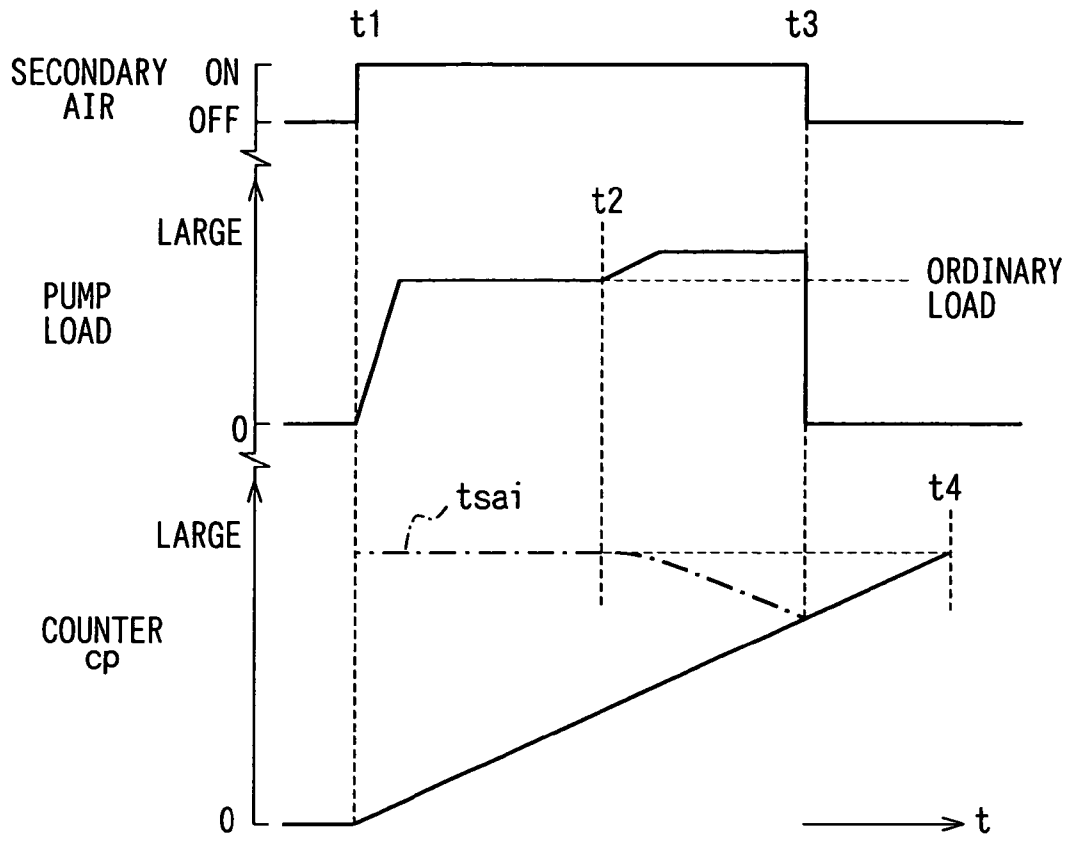 t1
t3
SECONDARY
AIR
ON
OFF
LARGE
t2
PUMP
LOAD
ORDINARY
LOAD
0
tsai
t4
LARGE
COUNTER
cp
0
t